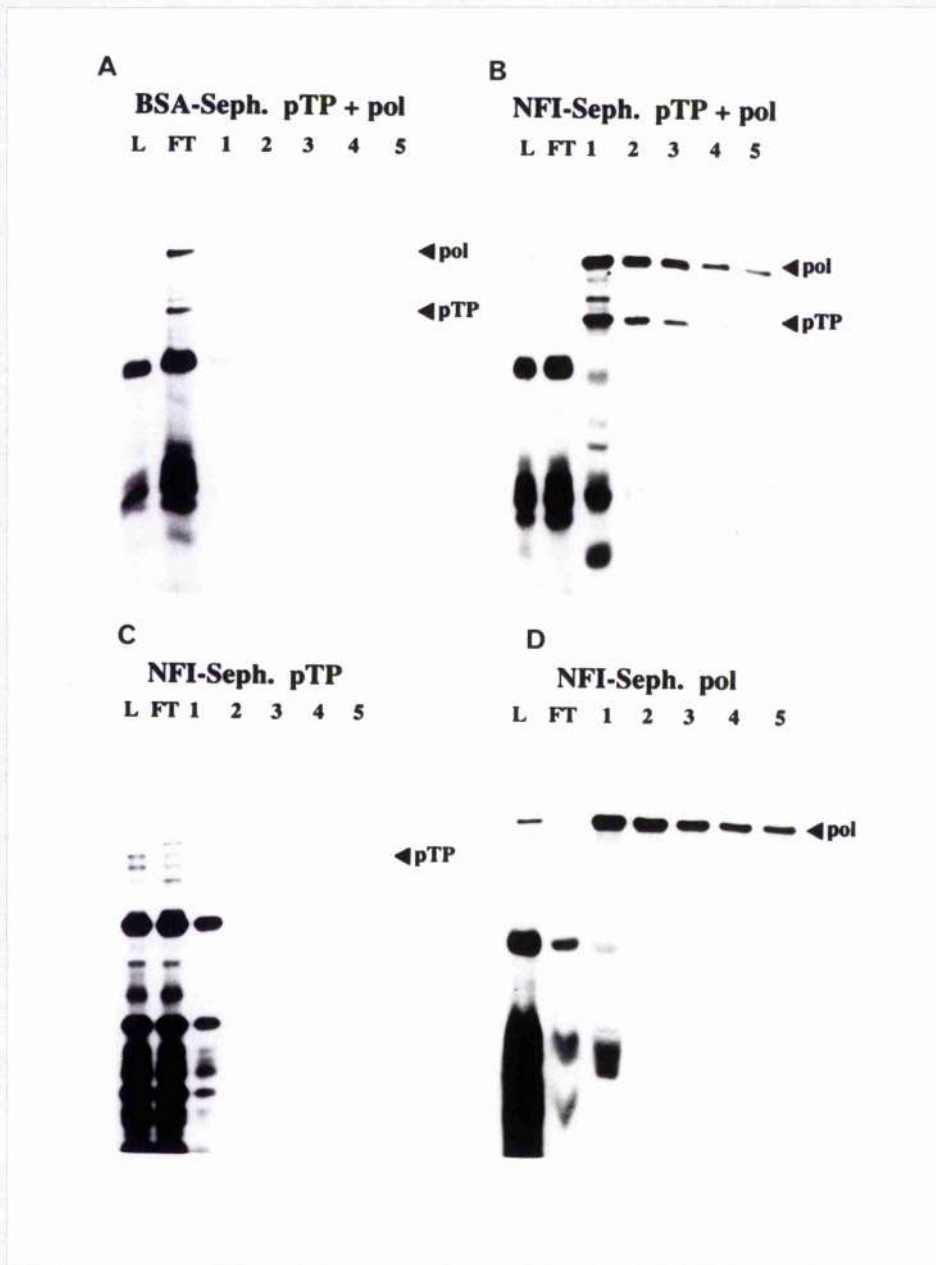 A
BSA-Seph. pTP + pol
L FT 1 2 3 4 5
◄pol
◄pTP
B
NFI-Seph. pTP + pol
L FT 1 2 3 4 5
◄pol
◄pTP
C
NFI-Seph. pTP
L FT 1 2 3 4 5
◄pTP
D
NFI-Seph. pol
L FT 1 2 3 4 5
◄pol